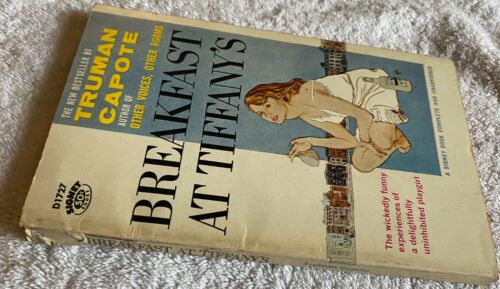 THE NEW BESTSELLER BY
TRUMAN
CAPOTE
AUTHOR OF
OTHER VOICES, OTHER ROOMS
BREAKFAST
AT TIFFANY'S
D1727
SIGNET
50¢
BOOKS
The wickedly funny
experiences of
a delightfully
uninhibited playgirl
A SIGNET BOOK COMPLETE AND UNABRIDGED
BREAKFAST AT TIFFANY'S